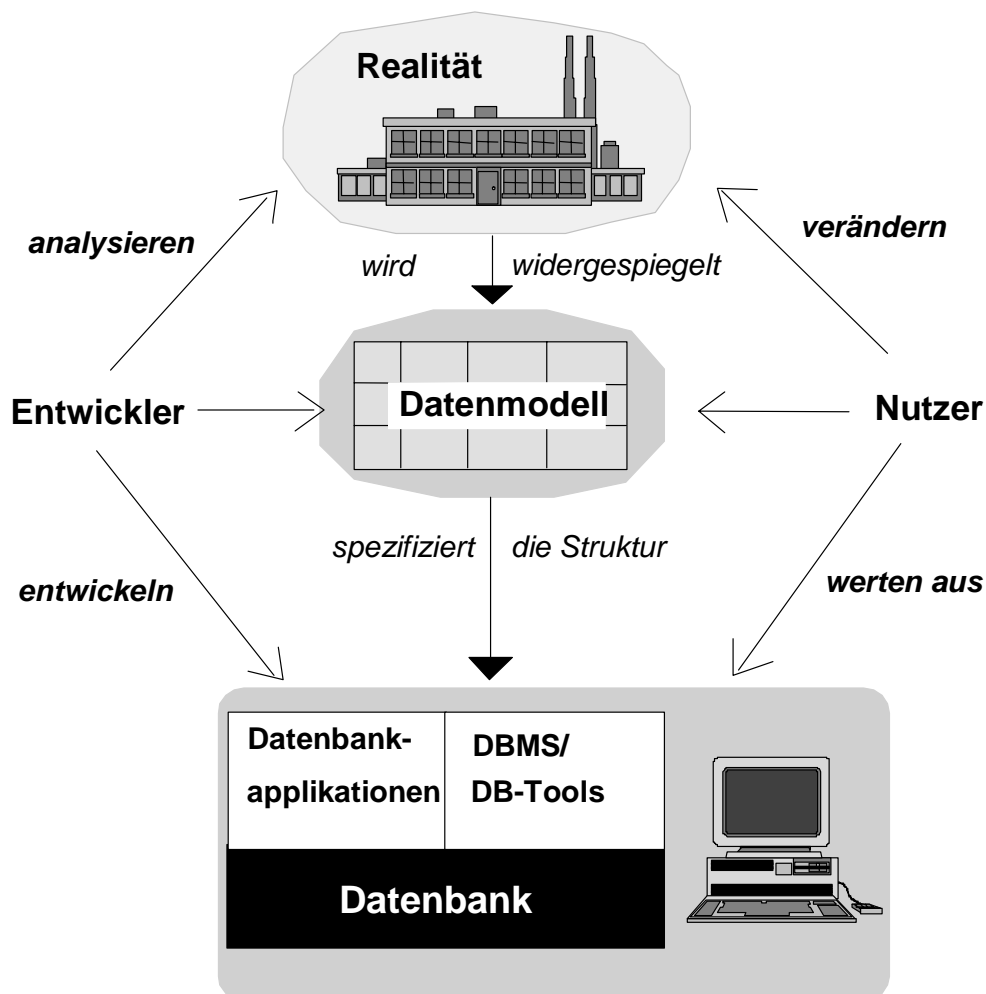 Realität
analysieren
verändern
wird widergespiegelt
Entwickler
Datenmodell
Nutzer
spezifiziert die Struktur
entwickeln
werten aus
Datenbank-
applikationen
DBMS/
DB-Tools
Datenbank